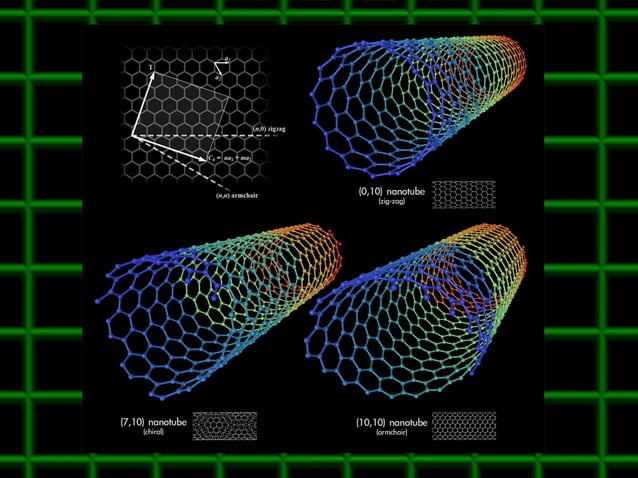 a₁
T
a₂
(n,0) zigzag
Cₕ = na₁ + ma₂
(n,n) armchair
(0,10) nanotube
(zig-zag)
(7,10) nanotube
(chiral)
(10,10) nanotube
(armchair)